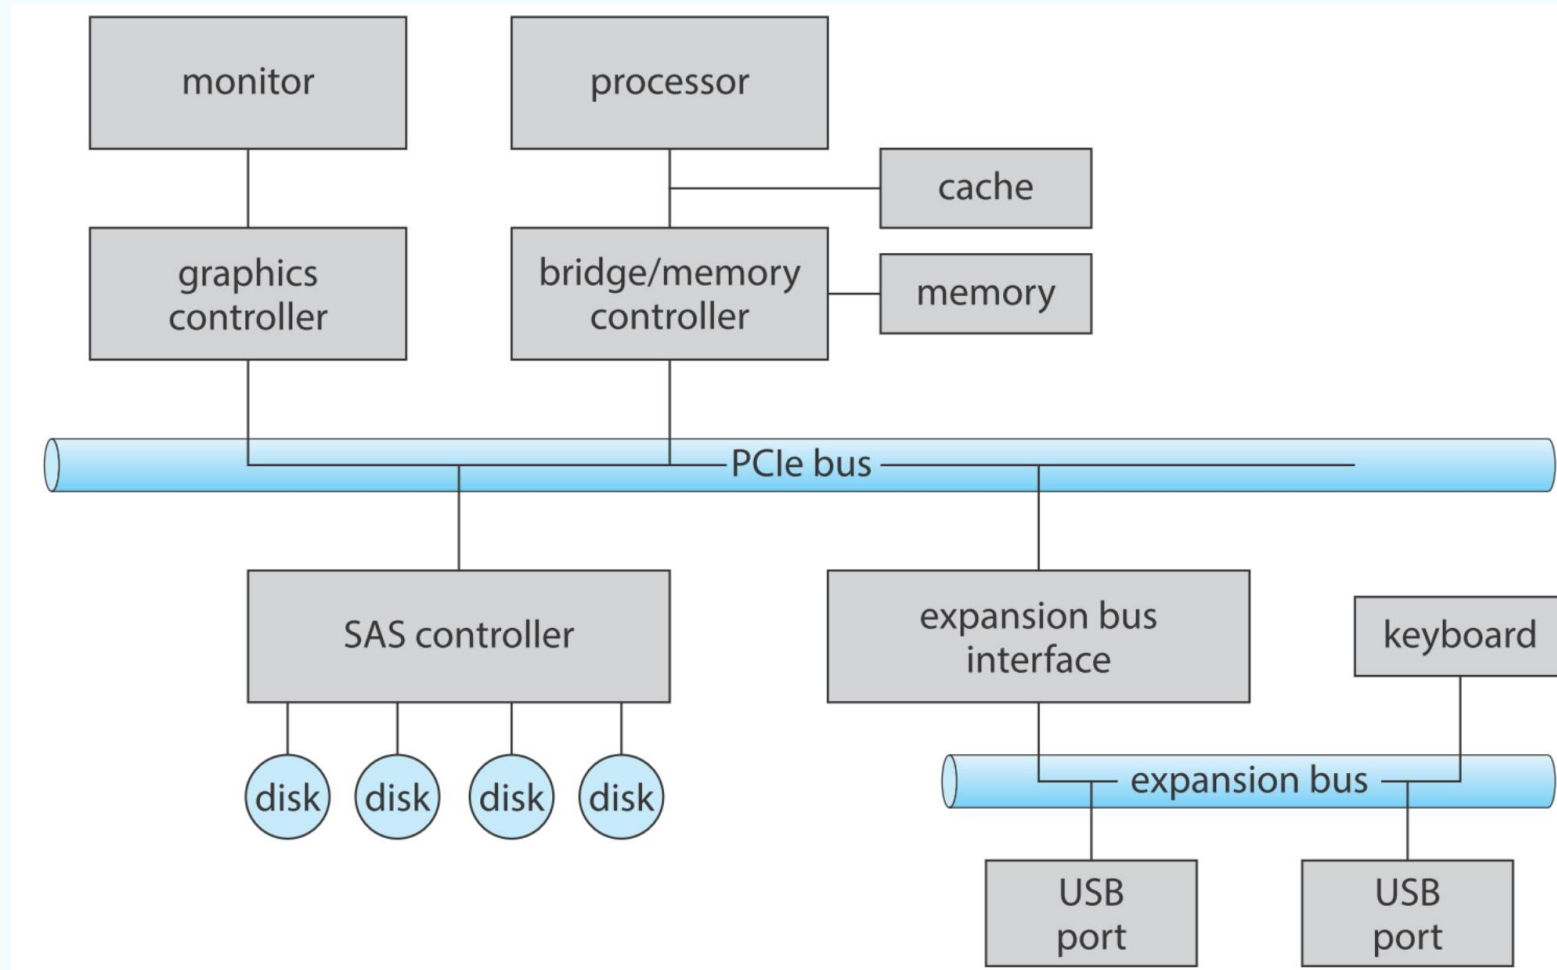 monitor
processor
cache
graphics
controller
bridge/memory
controller
memory
PCIe bus
SAS controller
expansion bus
interface
keyboard
disk
disk
disk
disk
expansion bus
USB
port
USB
port